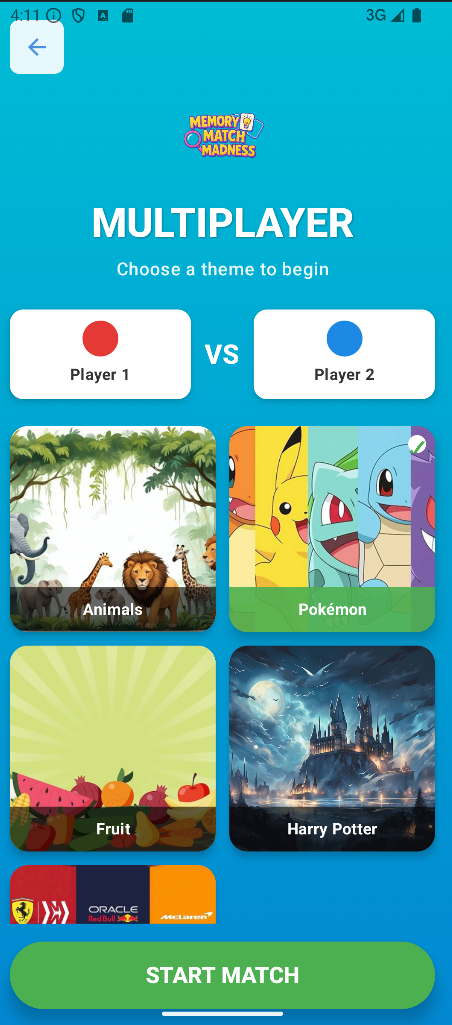 4:11
3G
MEMORY
MATCH
MADNESS
MULTIPLAYER
Choose a theme to begin
Player 1
VS
Player 2
Animals
Pokémon
Fruit
Harry Potter
ORACLE
Red Bull
McLaren
START MATCH